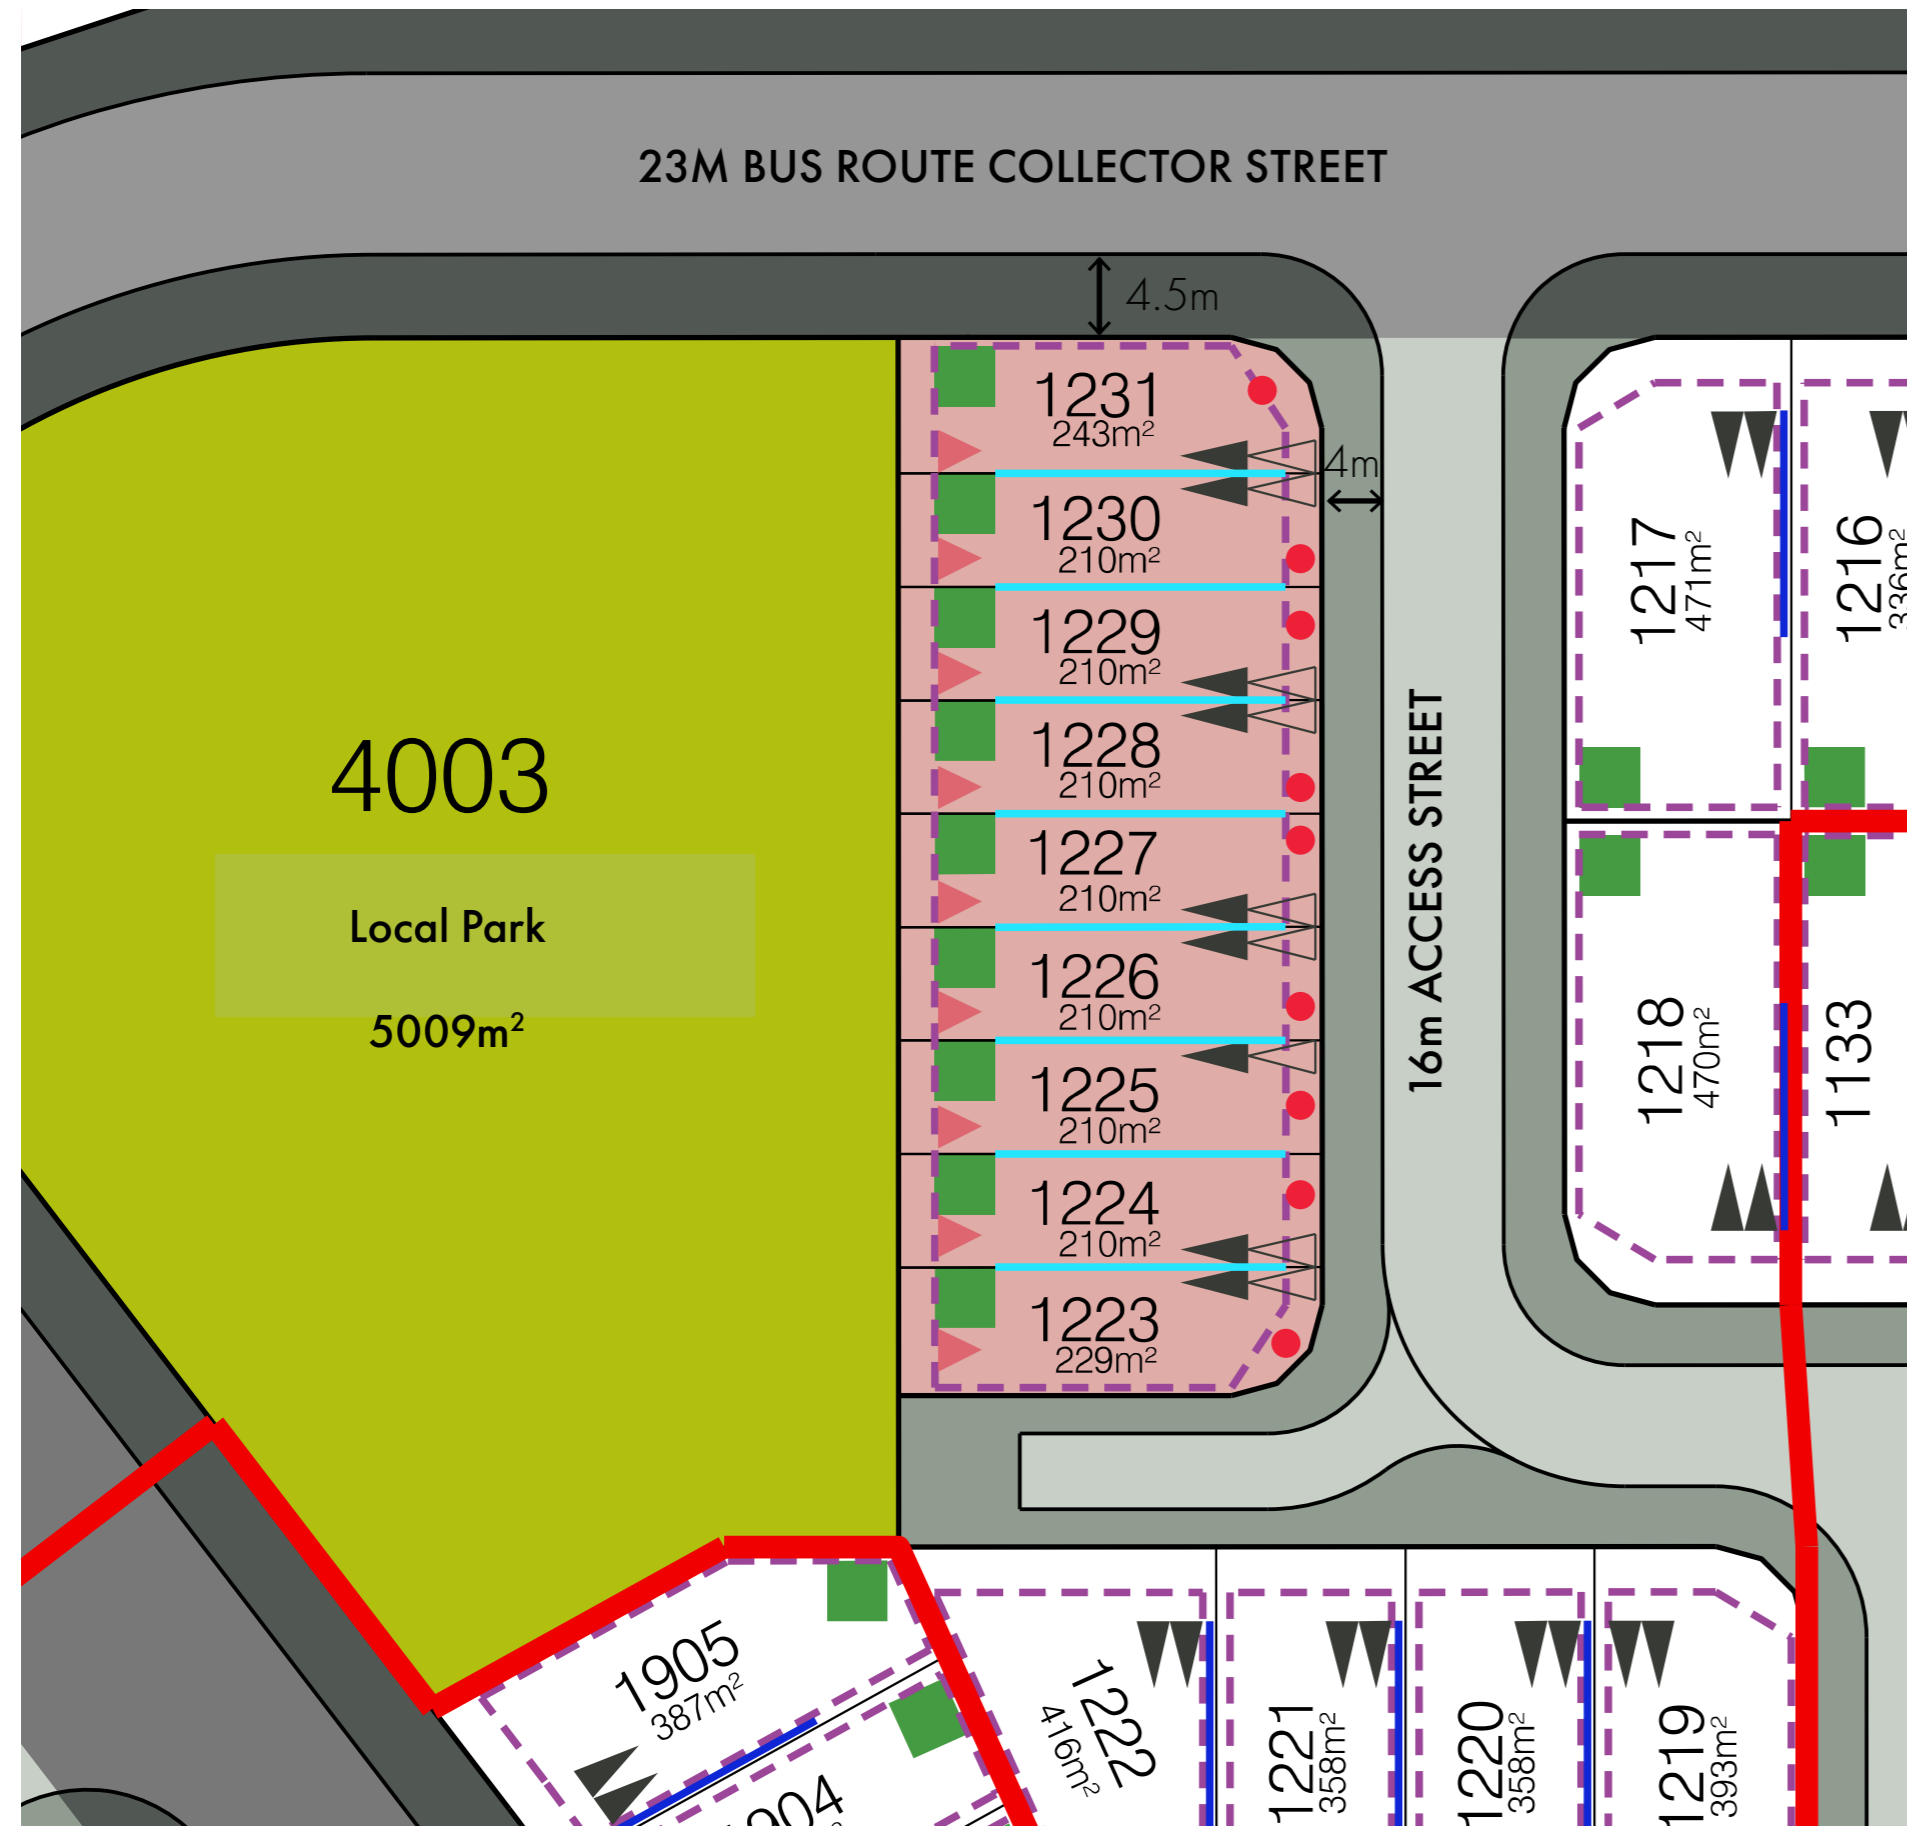 23M BUS ROUTE COLLECTOR STREET
4.5m
1231
243m²
4m
1230
210m²
1229
210m²
1228
210m²
1227
210m²
1226
210m²
1225
210m²
1224
210m²
1223
229m²
4003
Local Park
5009m²
16m ACCESS STREET
1217
471m²
1216
336m²
1218
470m²
1133
1905
387m²
1222
416m²
1221
358m²
1220
358m²
1219
393m²